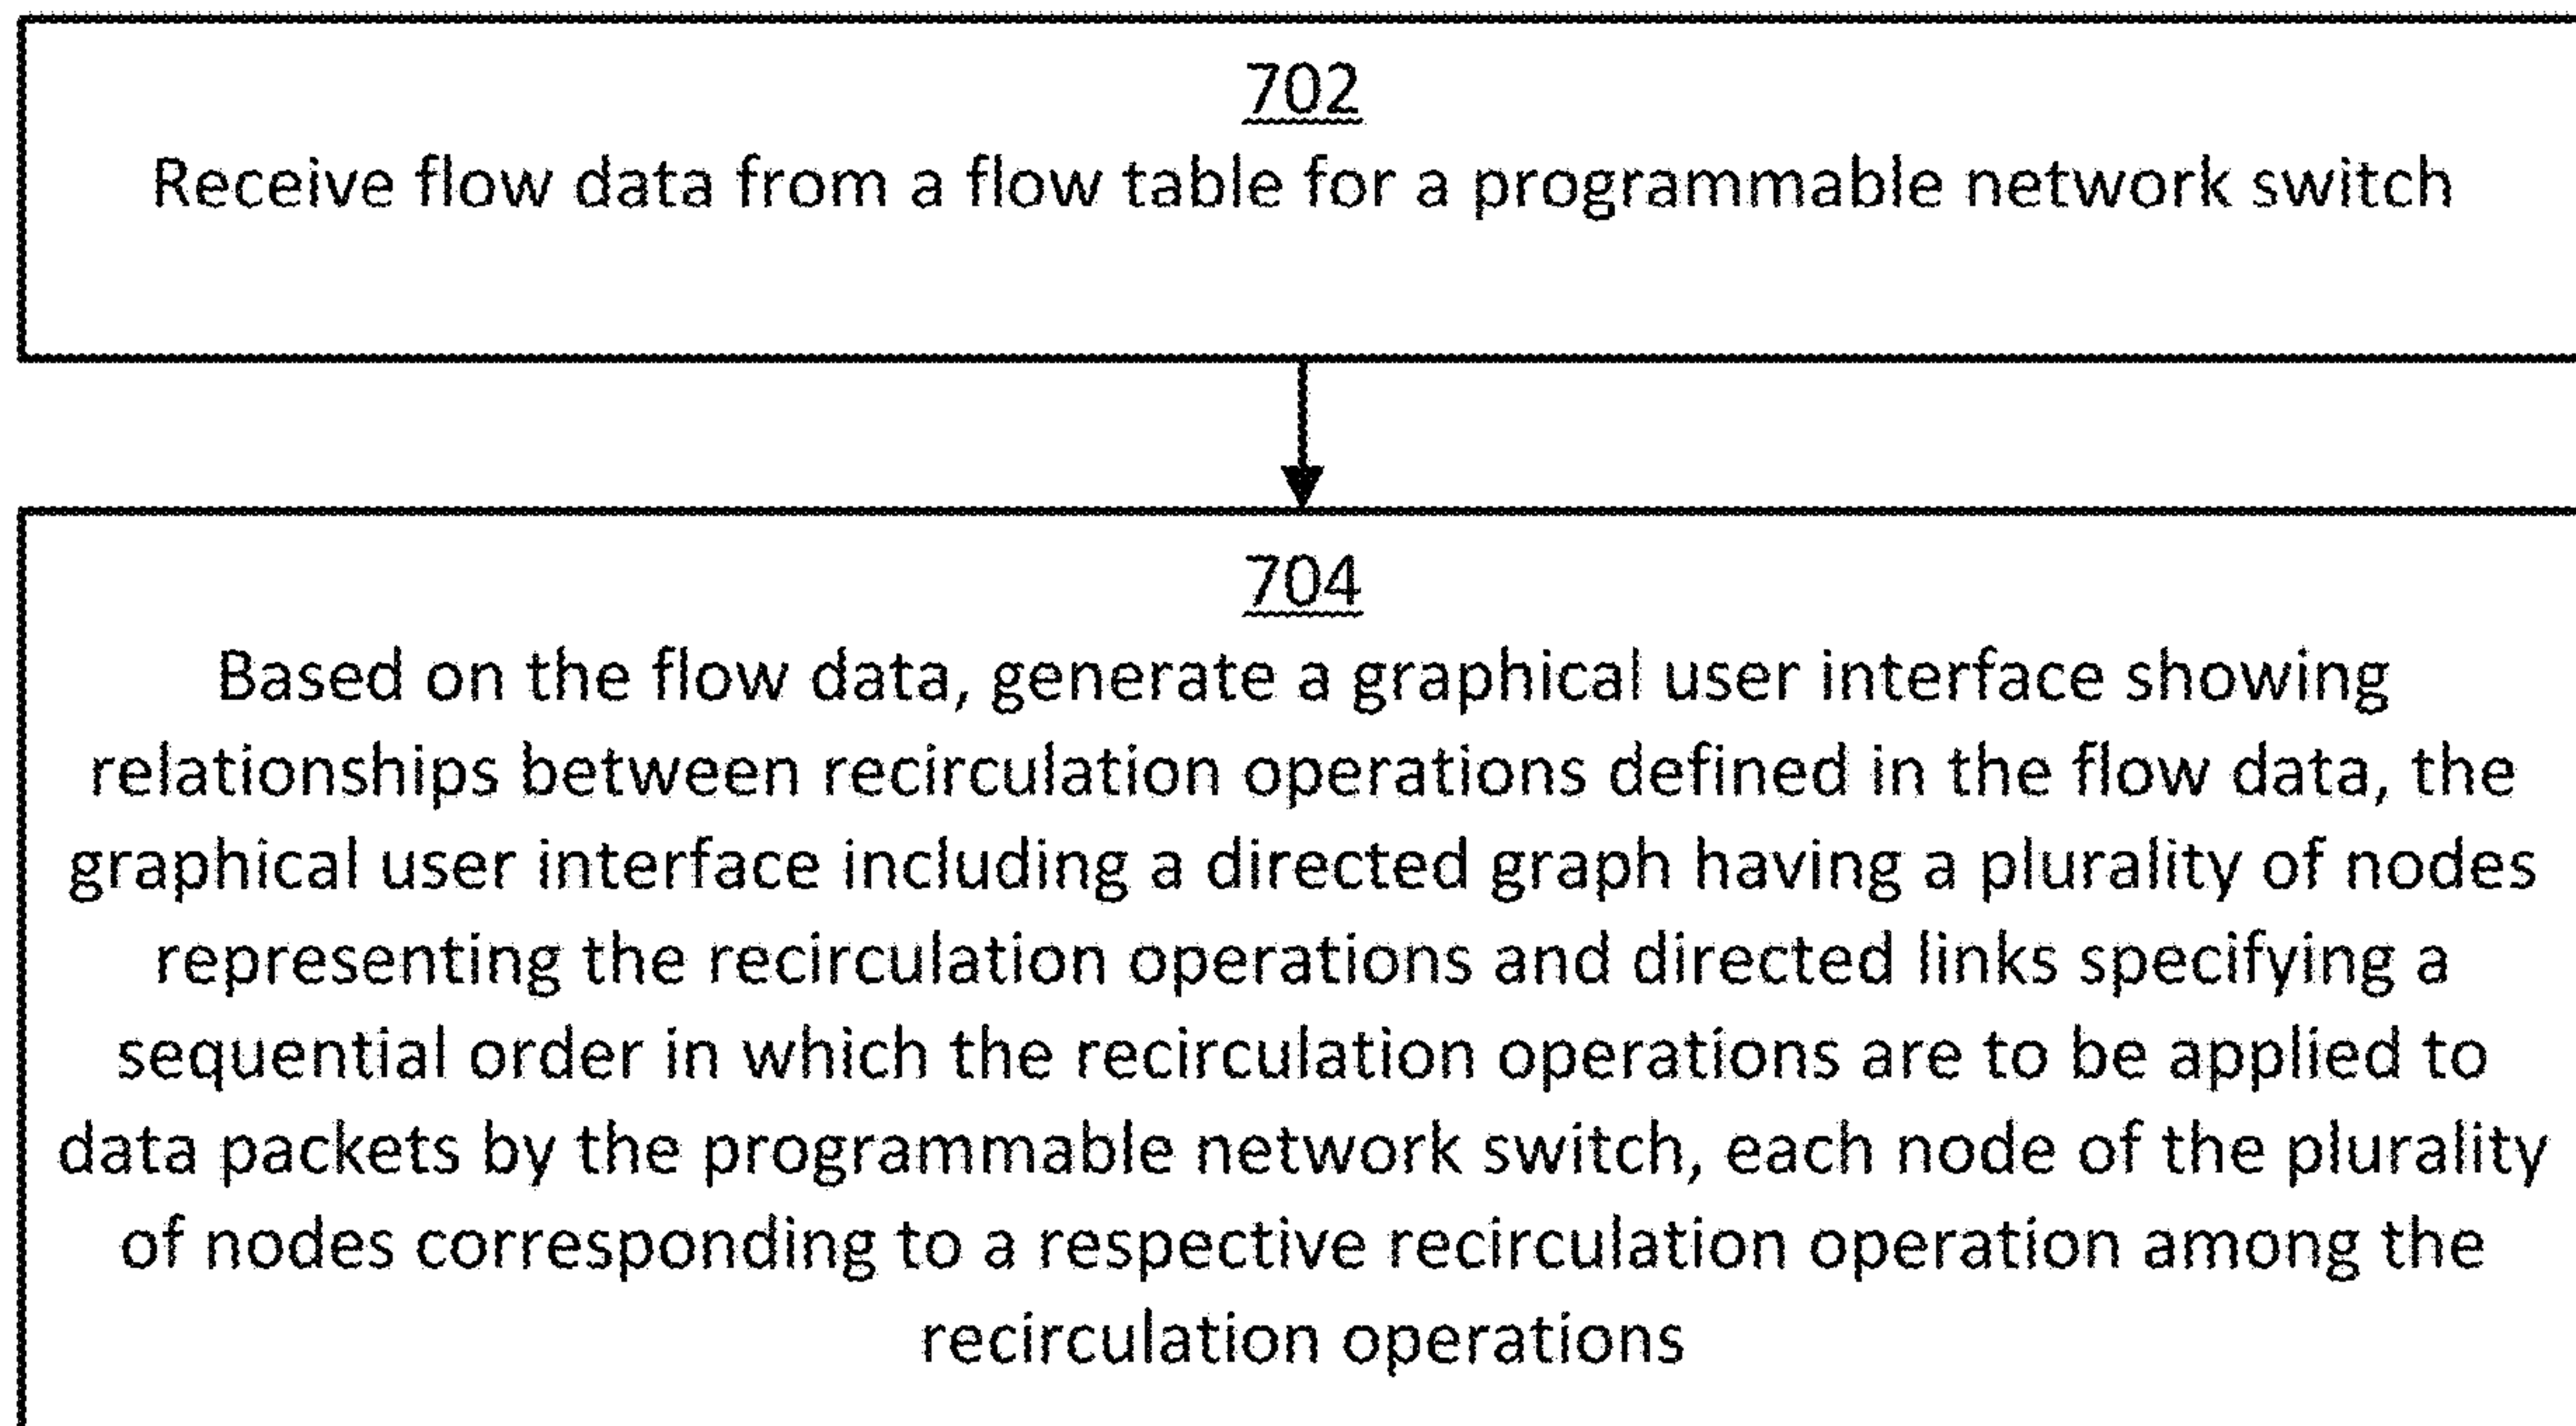 702
Receive flow data from a flow table for a programmable network switch
704
Based on the flow data, generate a graphical user interface showing
relationships between recirculation operations defined in the flow data, the
graphical user interface including a directed graph having a plurality of nodes
representing the recirculation operations and directed links specifying a
sequential order in which the recirculation operations are to be applied to
data packets by the programmable network switch, each node of the plurality
of nodes corresponding to a respective recirculation operation among the
recirculation operations